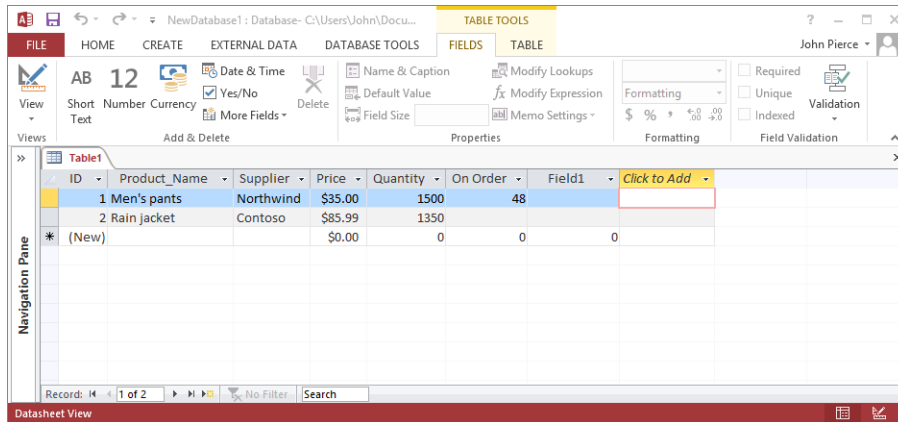 NewDatabase1 : Database- C:\Users\John\Docu... TABLE TOOLS ?
FILE HOME CREATE EXTERNAL DATA DATABASE TOOLS FIELDS TABLE John Pierce
View
Views
AB Short Text
12 Number
Currency
Date & Time
Yes/No
More Fields
Delete
Add & Delete
Name & Caption
Default Value
Field Size
Modify Lookups
fx Modify Expression
ab| Memo Settings
Properties
Formatting
$ % , .00 .00
Formatting
Required
Unique
Indexed
Validation
Field Validation
Table1
ID Product_Name Supplier Price Quantity On Order Field1 Click to Add
1 Men's pants Northwind $35.00 1500 48
2 Rain jacket Contoso $85.99 1350
(New) $0.00 0 0 0
Navigation Pane
Record: 1 of 2 No Filter Search
Datasheet View